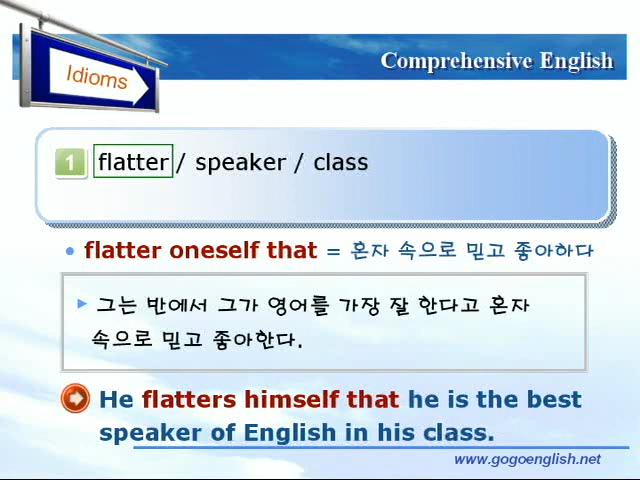 Idioms
Comprehensive English
1 flatter / speaker / class
• flatter oneself that = 혼자 속으로 믿고 좋아하다
▶ 그는 반에서 그가 영어를 가장 잘 한다고 혼자
속으로 믿고 좋아한다.
He flatters himself that he is the best
speaker of English in his class.
www.gogoenglish.net